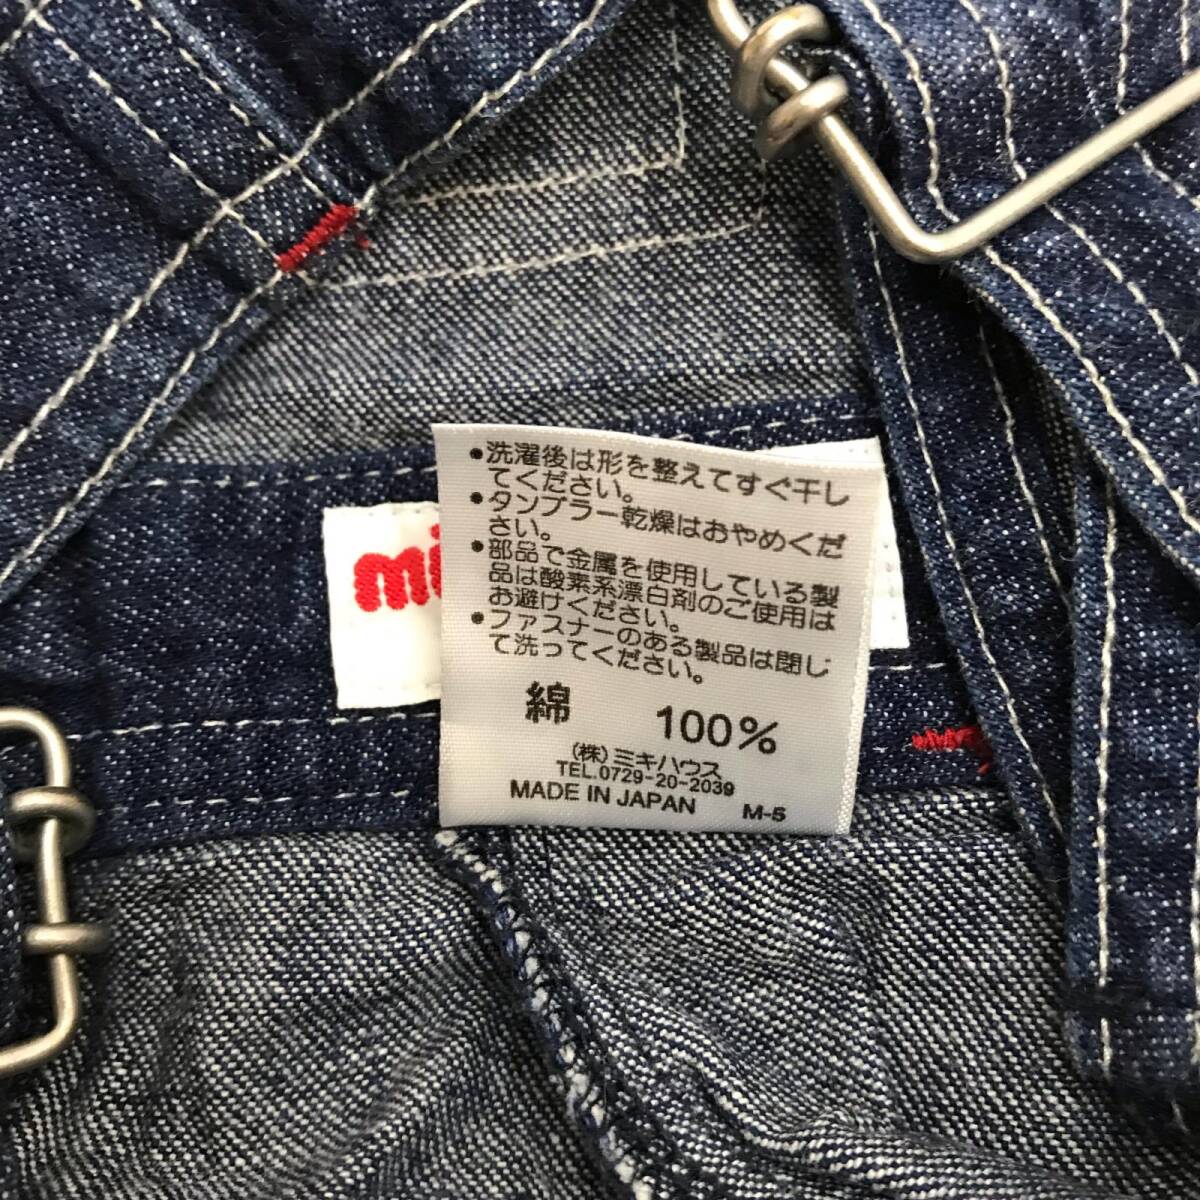 •洗濯後は形を整えてすぐ干し
てください。
•タンブラー乾燥はおやめくだ
さい。
•部品で金属を使用している製
品は酸素系漂白剤のご使用は
お避けください。
•ファスナーのある製品は閉じ
て洗ってください。
綿 100%
(株)ミキハウス
TEL.0729-20-2039
MADE IN JAPAN M-5